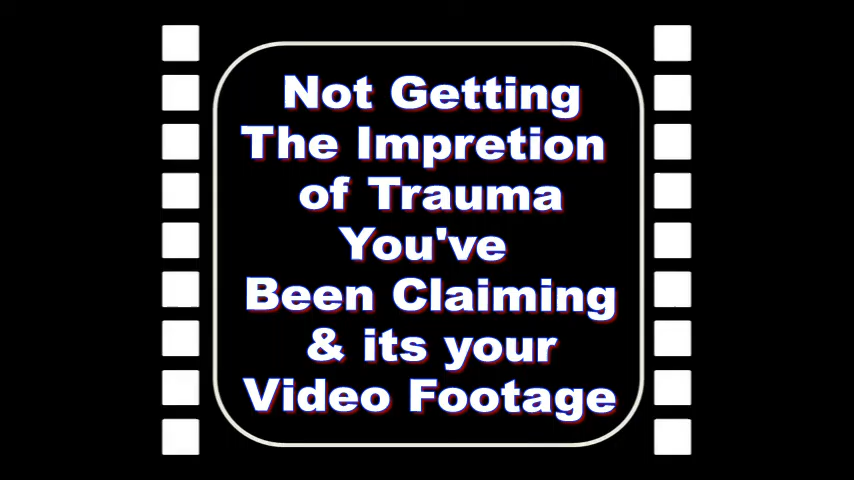 Not Getting
The Impretion
of Trauma
You've
Been Claiming
& its your
Video Footage